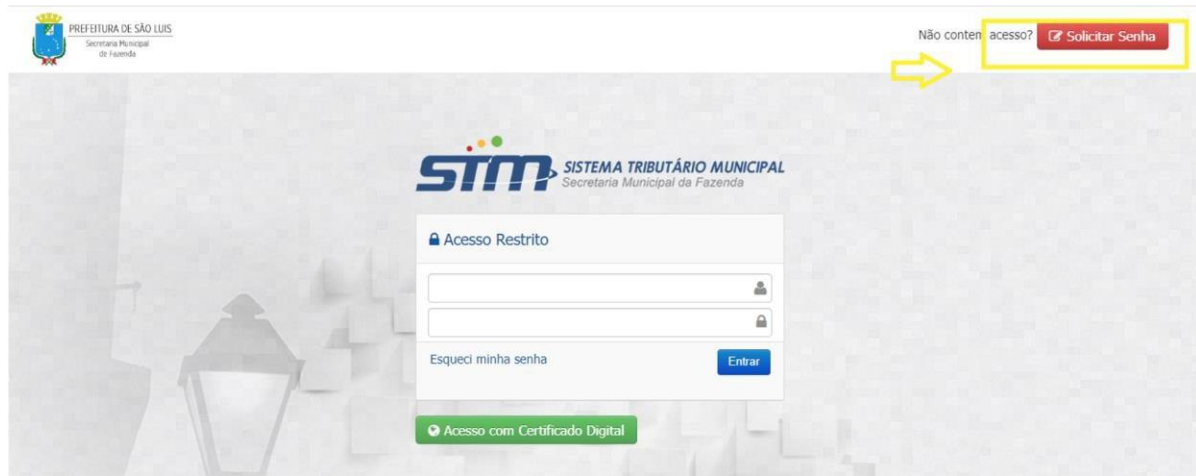 PREFEITURA DE SÃO LUIS
Secretaria Municipal
de Fazenda
Não contem acesso? Solicitar Senha
STM SISTEMA TRIBUTÁRIO MUNICIPAL
Secretaria Municipal da Fazenda
Acesso Restrito
Esqueci minha senha Entrar
Acesso com Certificado Digital